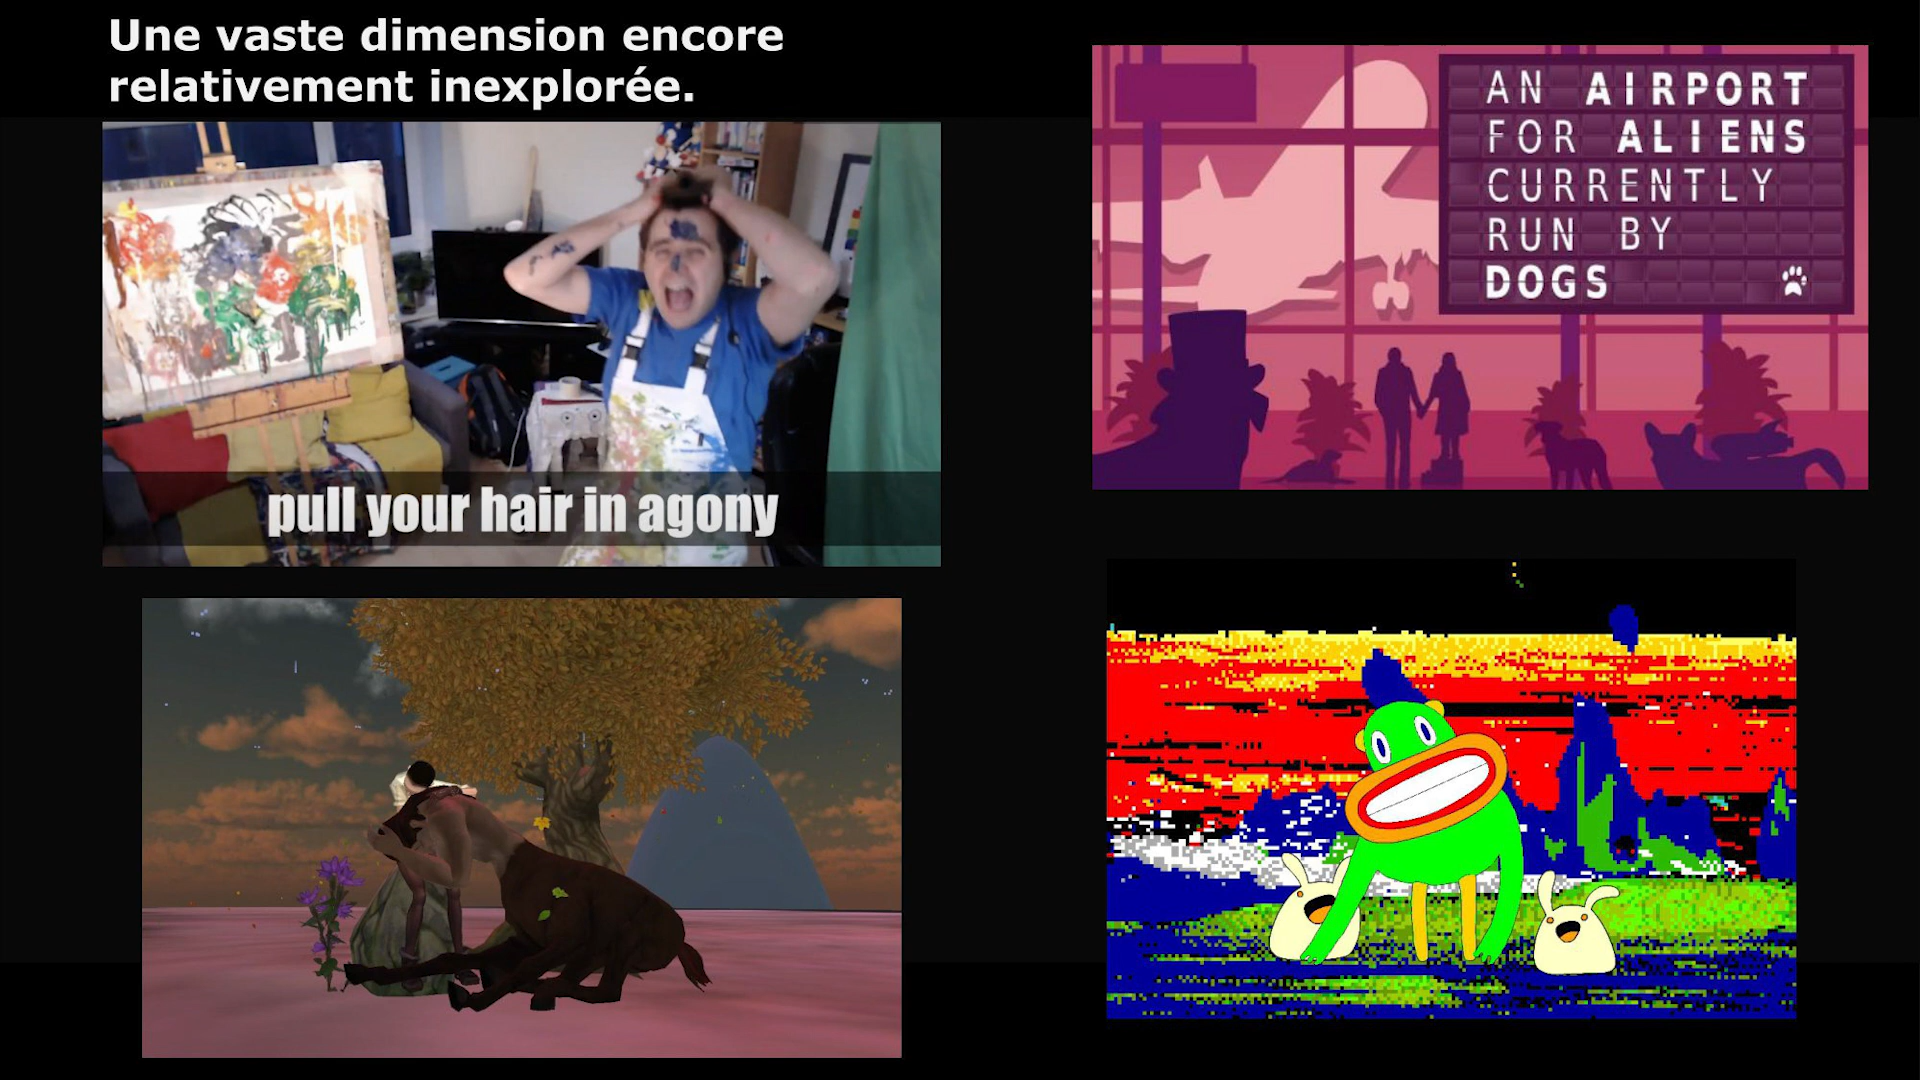 Une vaste dimension encore
relativement inexplorée.
AN AIRPORT
FOR ALIENS
CURRENTLY
RUN BY
DOGS
pull your hair in agony